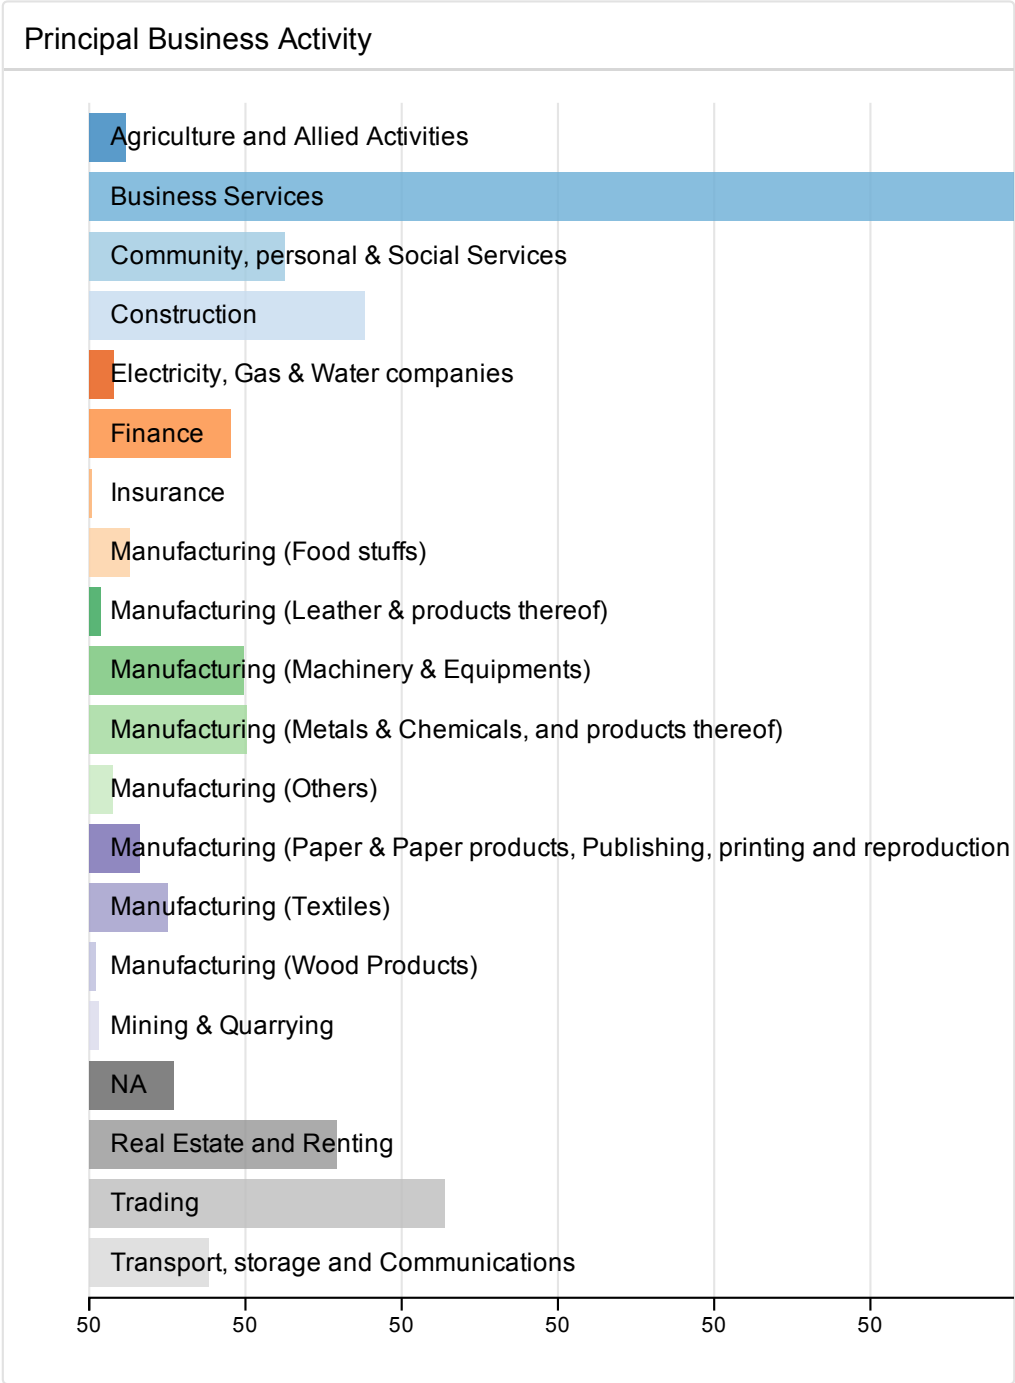 Principal Business Activity
Agriculture and Allied Activities
Business Services
Community, personal & Social Services
Construction
Electricity, Gas & Water companies
Finance
Insurance
Manufacturing (Food stuffs)
Manufacturing (Leather & products thereof)
Manufacturing (Machinery & Equipments)
Manufacturing (Metals & Chemicals, and products thereof)
Manufacturing (Others)
Manufacturing (Paper & Paper products, Publishing, printing and reproduction
Manufacturing (Textiles)
Manufacturing (Wood Products)
Mining & Quarrying
NA
Real Estate and Renting
Trading
Transport, storage and Communications
50 50 50 50 50 50